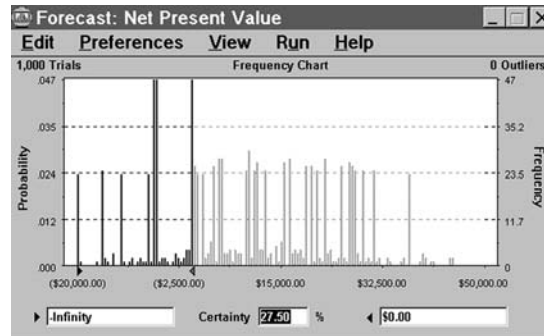 Forecast: Net Present Value
Edit Preferences View Run Help
1,000 Trials Frequency Chart 0 Outliers
.047 47
.035 35.2
.024 23.5
.012 11.7
.000 0
Probability
Frequency
($20,000.00) ($2,500.00) $15,000.00 $32,500.00 $50,000.00
-Infinity Certainty 27.50 % $0.00